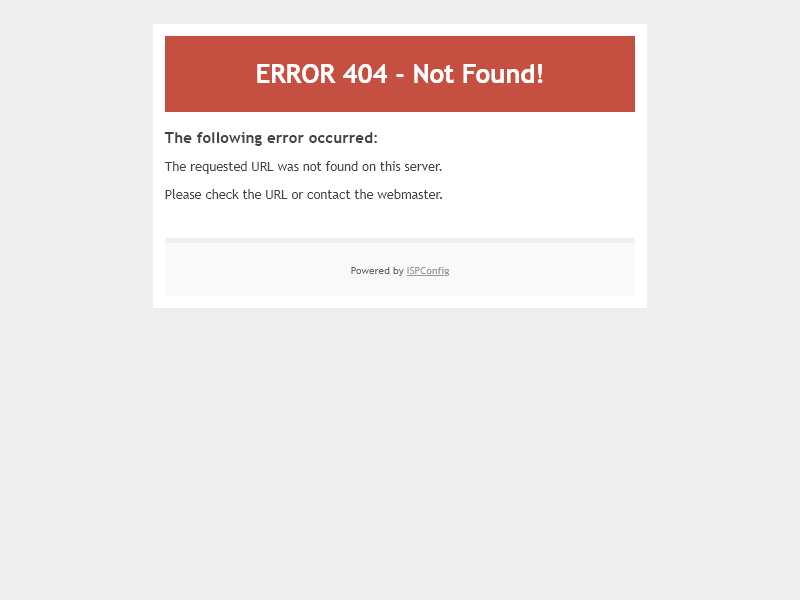 ERROR 404 - Not Found!
The following error occurred:
The requested URL was not found on this server.
Please check the URL or contact the webmaster.
Powered by ISPConfig